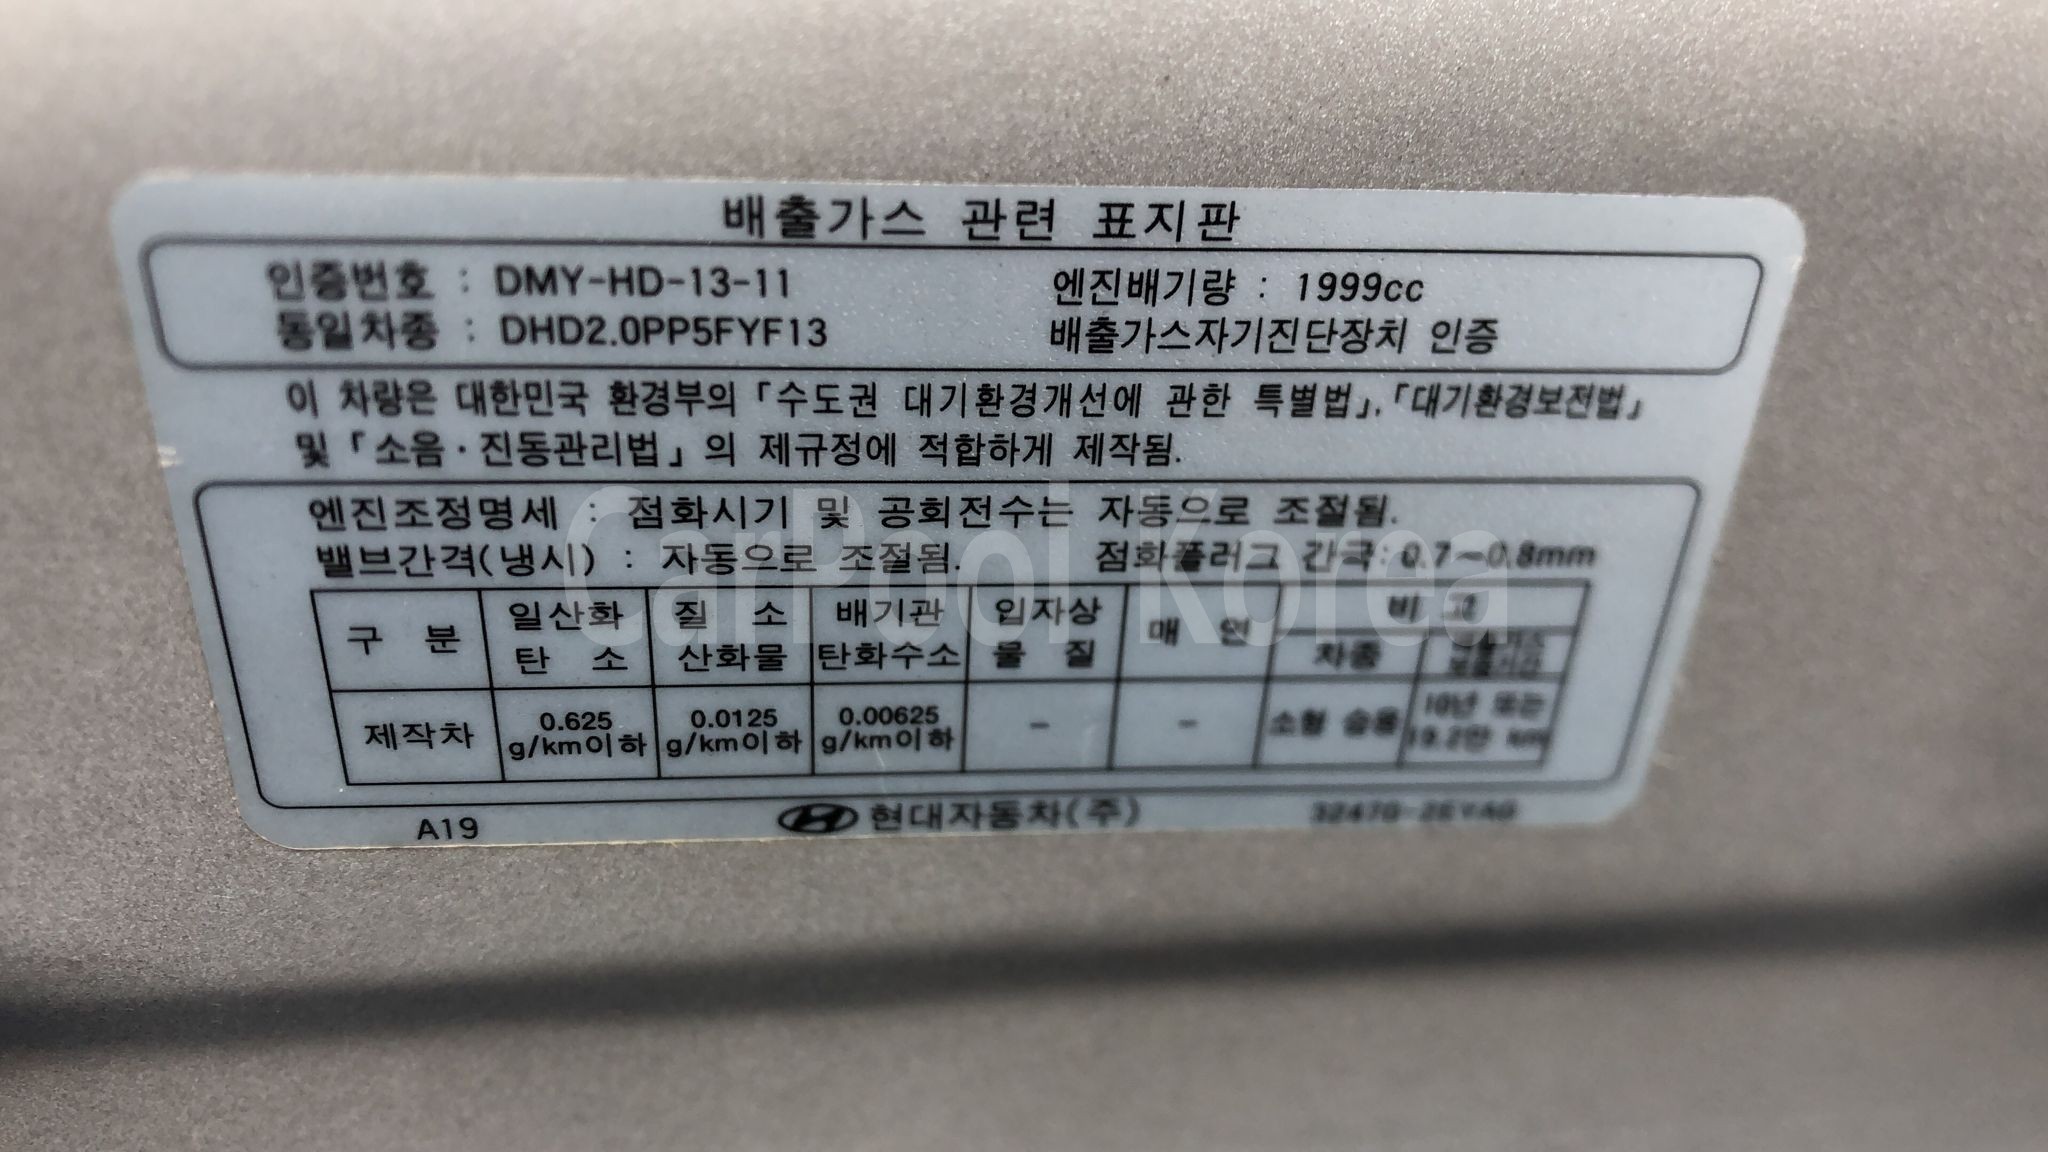 배출가스 관련 표지판
인증번호 : DMY-HD-13-11 엔진배기량 : 1999cc
동일차종 : DHD2.0PP5FYF13 배출가스자기진단장치 인증
이 차량은 대한민국 환경부의 「수도권 대기환경개선에 관한 특별법」,「대기환경보전법」
및 「소음·진동관리법」의 제규정에 적합하게 제작됨.
엔진조정명세 : 점화시기 및 공회전수는 자동으로 조절됨.
밸브간격(냉시) : 자동으로 조절됨. 점화플러그 간극: 0.7~0.8mm
구 분 일산화 탄 소 질 소 산화물 배기관 탄화수소 입자상 물 질 매 연 비 고
차종 배출가스 보증기간
제작차 0.625 g/km이하 0.0125 g/km이하 0.00625 g/km이하 - - 소형 승용 10년 또는 19.2만 km
A19 현대자동차(주)
CarPool Korea